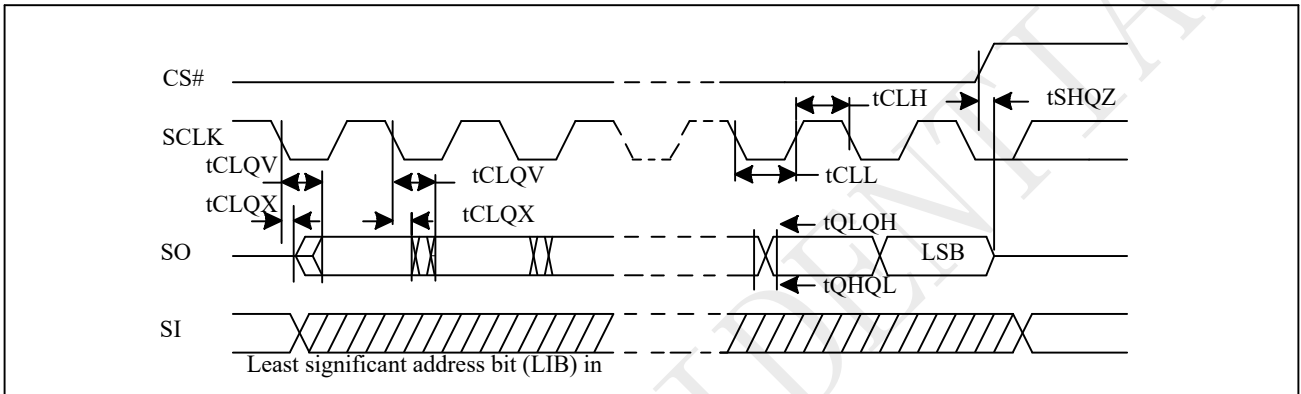 CS#
tCLH
tSHQZ
SCLK
tCLQV
tCLQV
tCLL
tCLQX
tCLQX
tQLQH
SO
LSB
tQHQL
SI
Least significant address bit (LIB) in
DENTIA